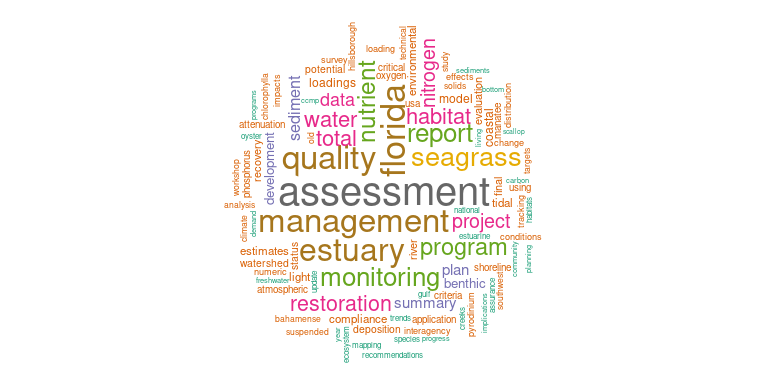 hillsborough
loading
technical
environmental
nitrogen
study
survey
potential
critical
oxygen
sediments
effects
solids
bottom
loadings
chlorophylla
impacts
programs
ccmp
data
nutrient
florida
usa
model
evaluation
distribution
manatee
coastal
habitat
water
sediment
attenuation
oyster
old
total
report
living
scallop
change
quality
seagrass
targets
recovery
phosphorus
workshop
development
assessment
final
carbon
using
analysis
tidal
habitats
tracking
national
management
project
demand
climate
estuarine
conditions
estuary
program
river
status
estimates
watershed
community
planning
numeric
light
monitoring
plan
shoreline
southwestern
freshwater
update
benthic
assurance
atmospheric
gulf
criteria
restoration
summary
pyrodinium
creeks
implications
bahamense
compliance
trends
application
suspended
deposition
interagency
year
ecosystem
mapping
species
progress
recommendations